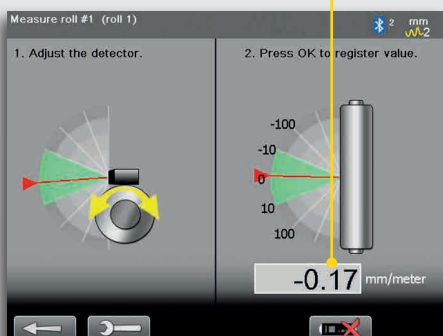 Measure roll #1 (roll 1)
2
mm
2
1. Adjust the detector.
2. Press OK to register value.
-100
-10
0
10
100
-0.17 mm/meter